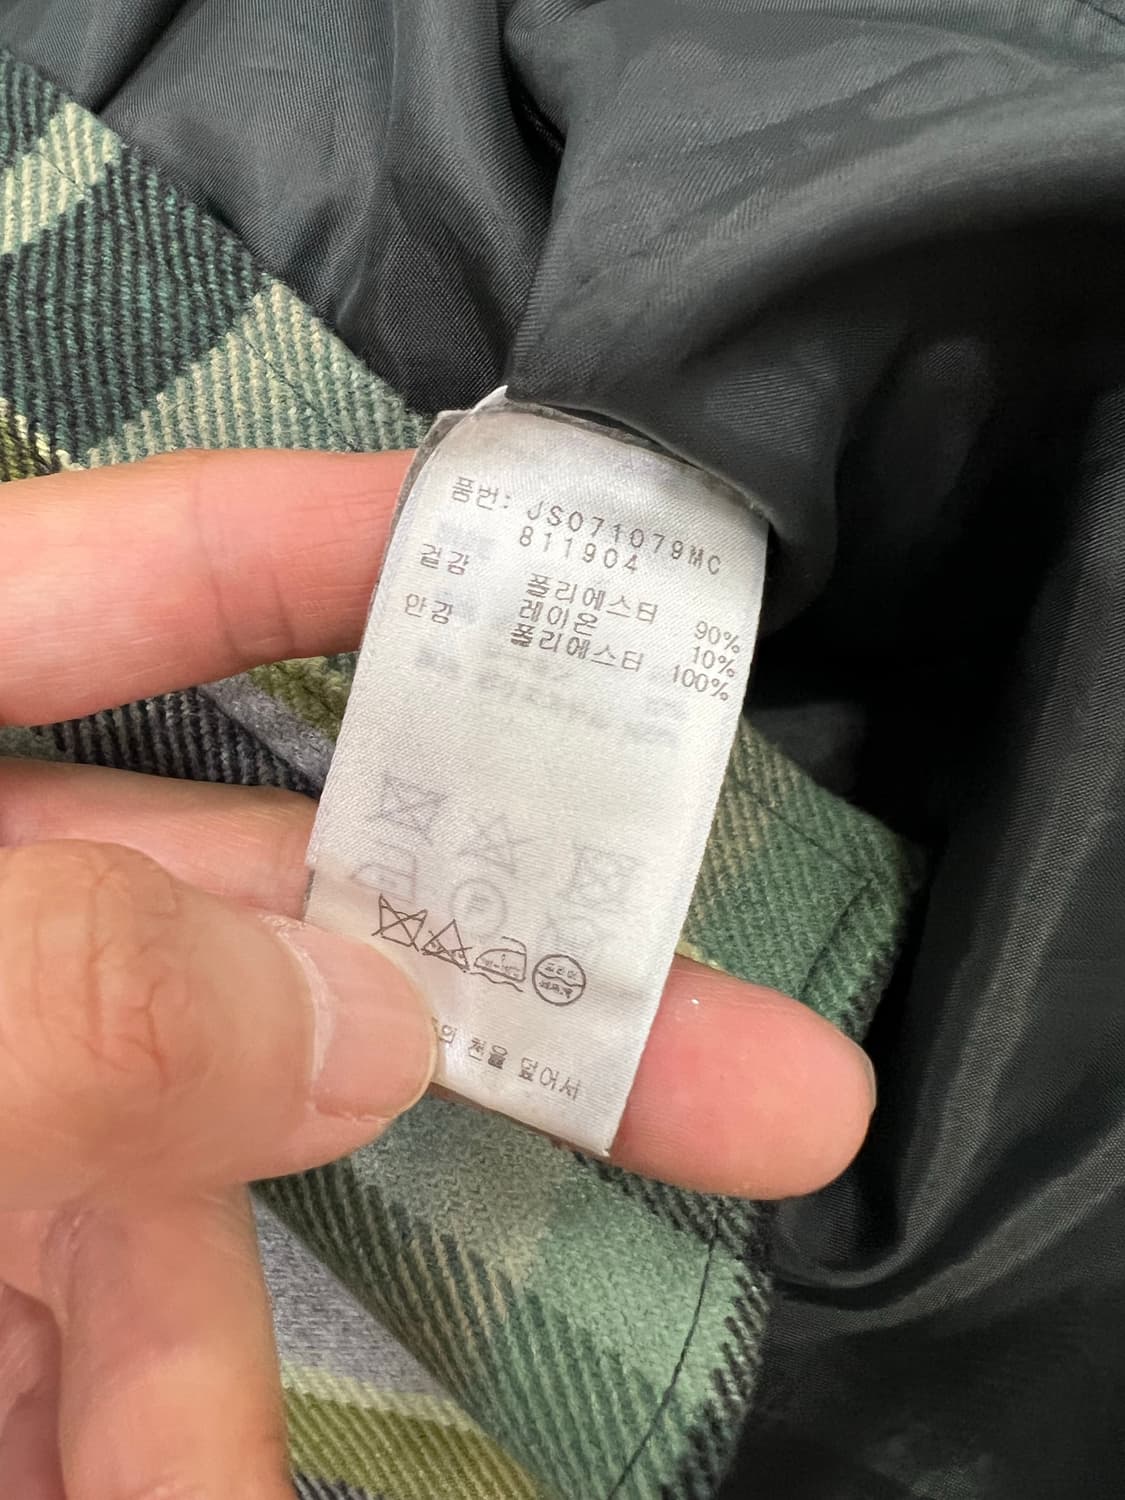 품번: JS071079MC
811904
겉감 폴리에스터 90%
레이온 10%
안감 폴리에스터 100%
천을 덮어서